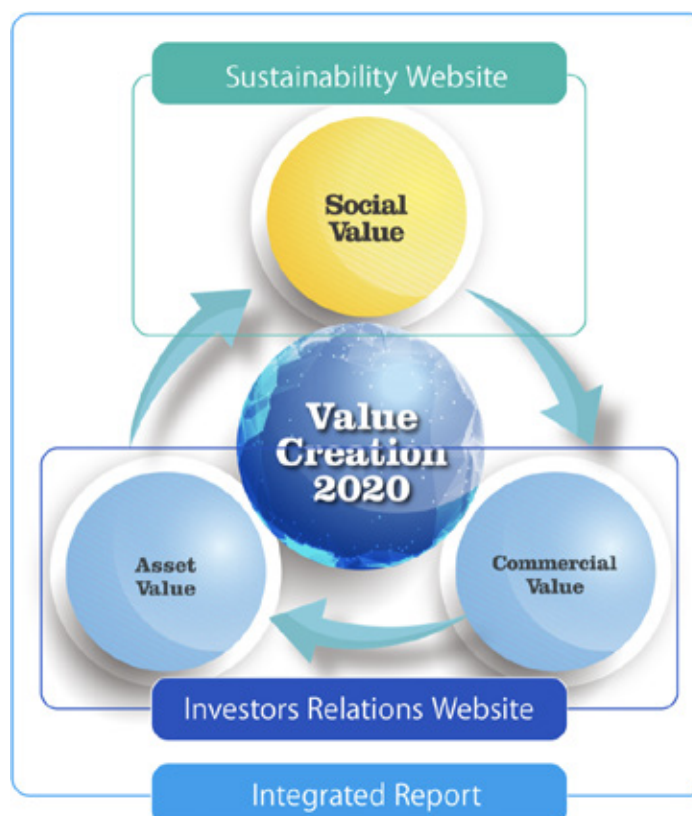 Sustainability Website
Social
Value
Value
Creation
2020
Asset
Value
Commercial
Value
Investors Relations Website
Integrated Report